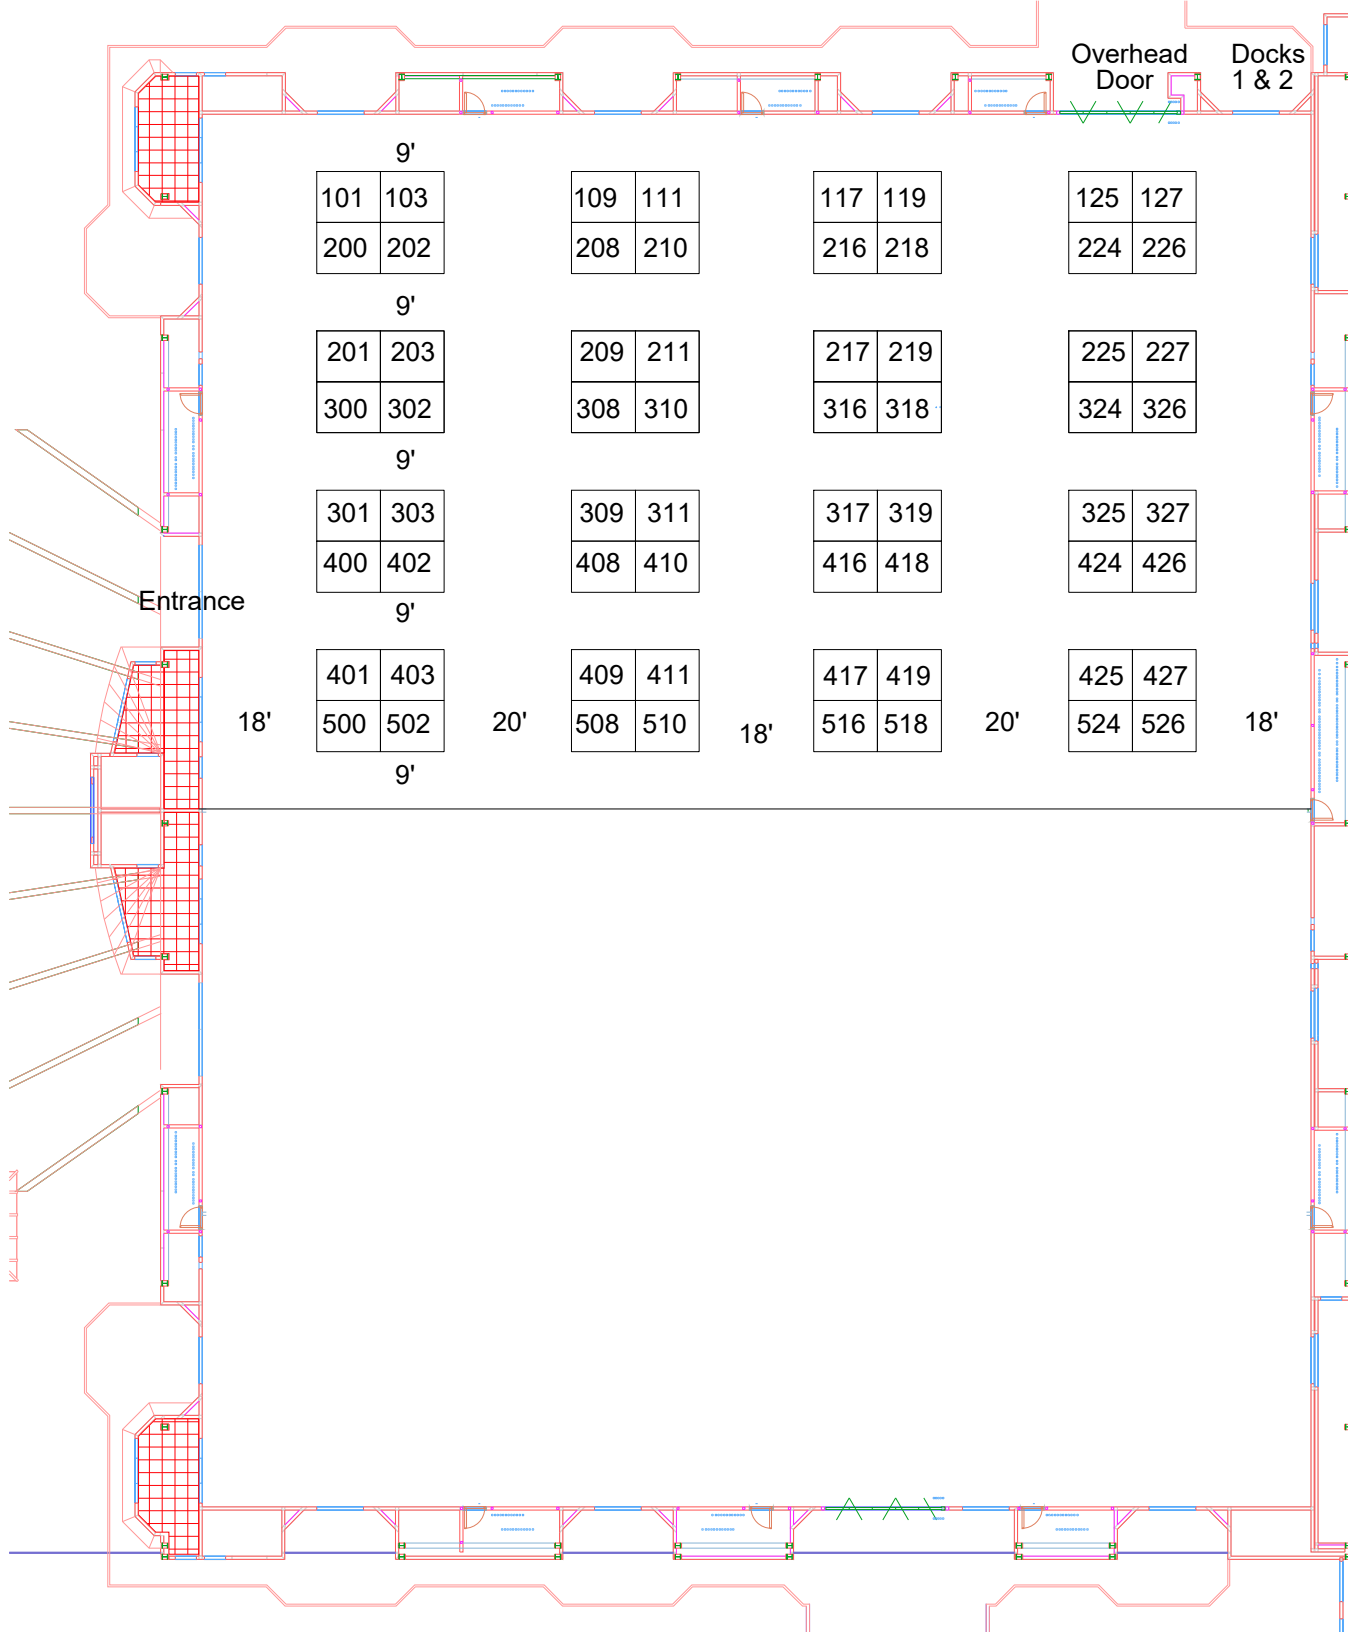 Overhead Door
Docks 1 & 2
9'
101 103 109 111 117 119 125 127
200 202 208 210 216 218 224 226
9'
201 203 209 211 217 219 225 227
300 302 308 310 316 318 324 326
9'
301 303 309 311 317 319 325 327
400 402 408 410 416 418 424 426
Entrance
9'
401 403 409 411 417 419 425 427
18' 500 502 20' 508 510 18' 516 518 20' 524 526 18'
9'